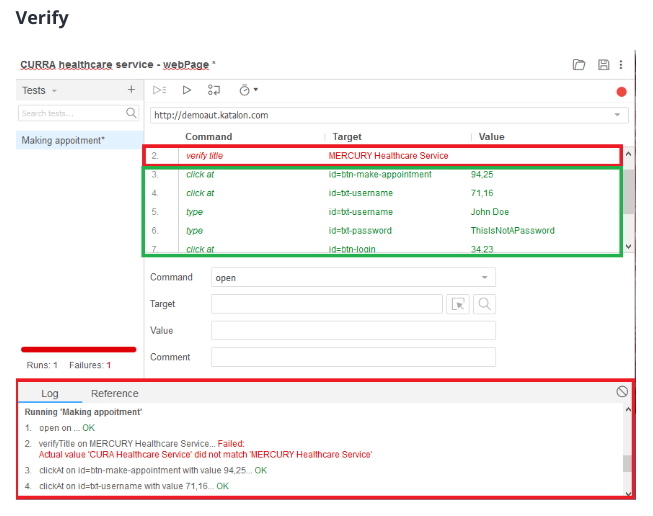 Verify
CURRA healthcare service - webPage *
Tests
http://demoaut.katalon.com
Search tests...
Making appoitment*
Command Target Value
2. verify title MERCURY Healthcare Service
3. click at id=btn-make-appointment 94,25
4. click at id=txt-username 71,16
5. type id=txt-username John Doe
6. type id=txt-password ThisIsNotAPassword
7. click at id=btn-login 34,23
Command open
Target
Value
Comment
Runs: 1 Failures: 1
Log Reference
Running 'Making appoitment'
1. open on ... OK
2. verifyTitle on MERCURY Healthcare Service... Failed:
Actual value 'CURA Healthcare Service' did not match 'MERCURY Healthcare Service'
3. clickAt on id=btn-make-appointment with value 94,25... OK
4. clickAt on id=txt-username with value 71,16... OK